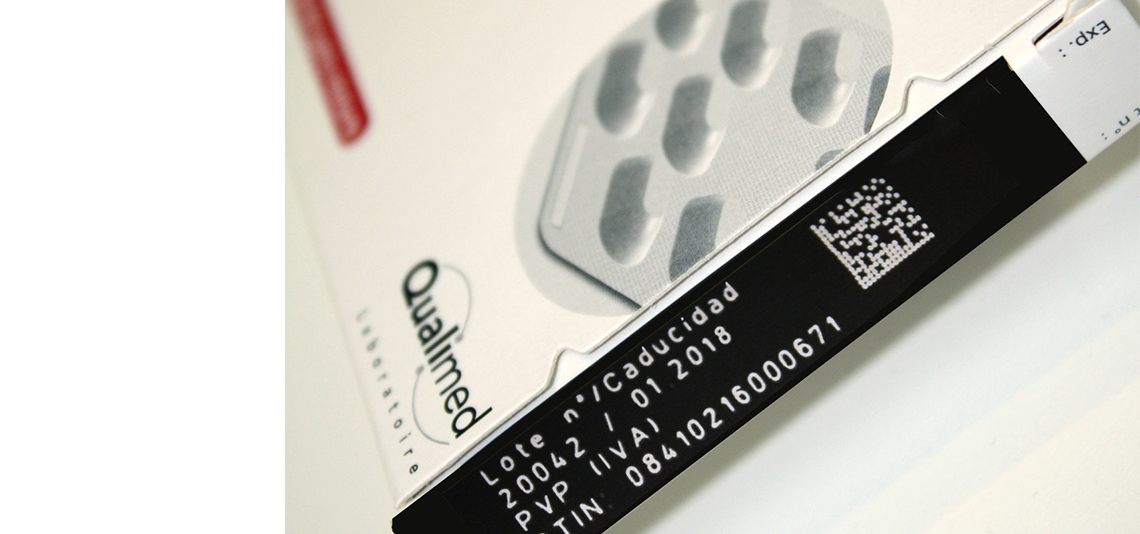 Qualimed
Laboratoire
Exp.:
Lote n°/Caducidad
20042 / 01 2018
PVP (IVA)
TIN 08410216000671